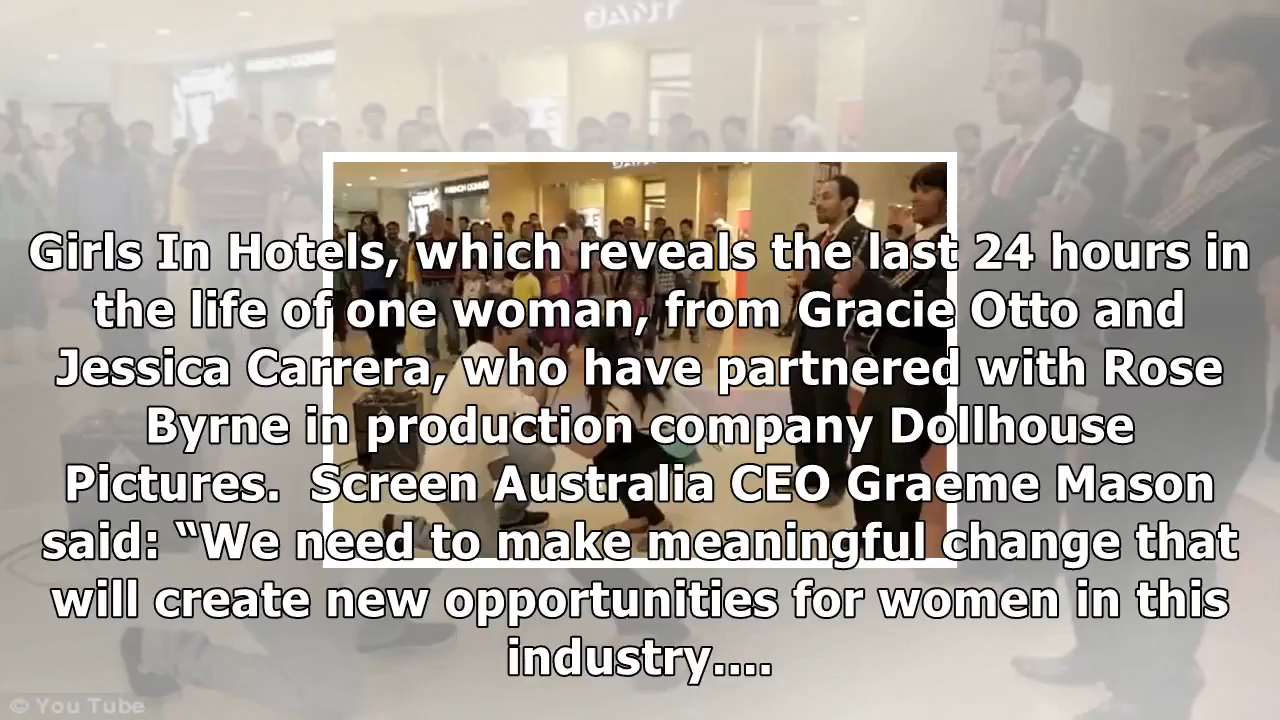 Girls In Hotels, which reveals the last 24 hours in
the life of one woman, from Gracie Otto and
Jessica Carrera, who have partnered with Rose
Byrne in production company Dollhouse
Pictures.  Screen Australia CEO Graeme Mason
said: “We need to make meaningful change that
will create new opportunities for women in this
industry....
© You Tube